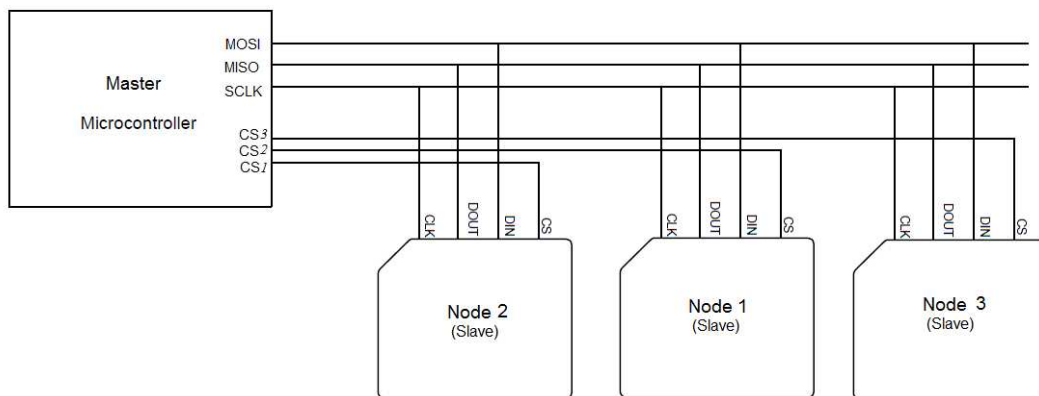 MOSI
MISO
SCLK
Master
Microcontroller
CS3
CS2
CS1
CLK
DOUT
DIN
CS
CLK
DOUT
DIN
CS
CLK
DOUT
DIN
CS
Node 2
(Slave)
Node 1
(Slave)
Node 3
(Slave)